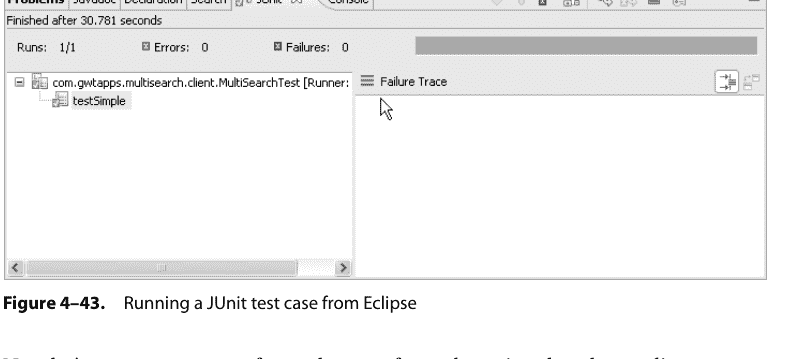 Problems Javadoc Declaration Search JUnit Console
Finished after 30.781 seconds
Runs: 1/1 Errors: 0 Failures: 0
com.gwtapps.multisearch.client.MultiSearchTest [Runner:
Failure Trace
testSimple
Figure 4–43. Running a JUnit test case from Eclipse